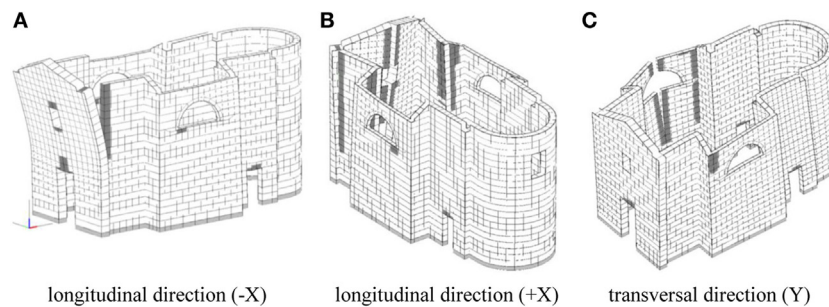 A
B
C
longitudinal direction (-X)
longitudinal direction (+X)
transversal direction (Y)